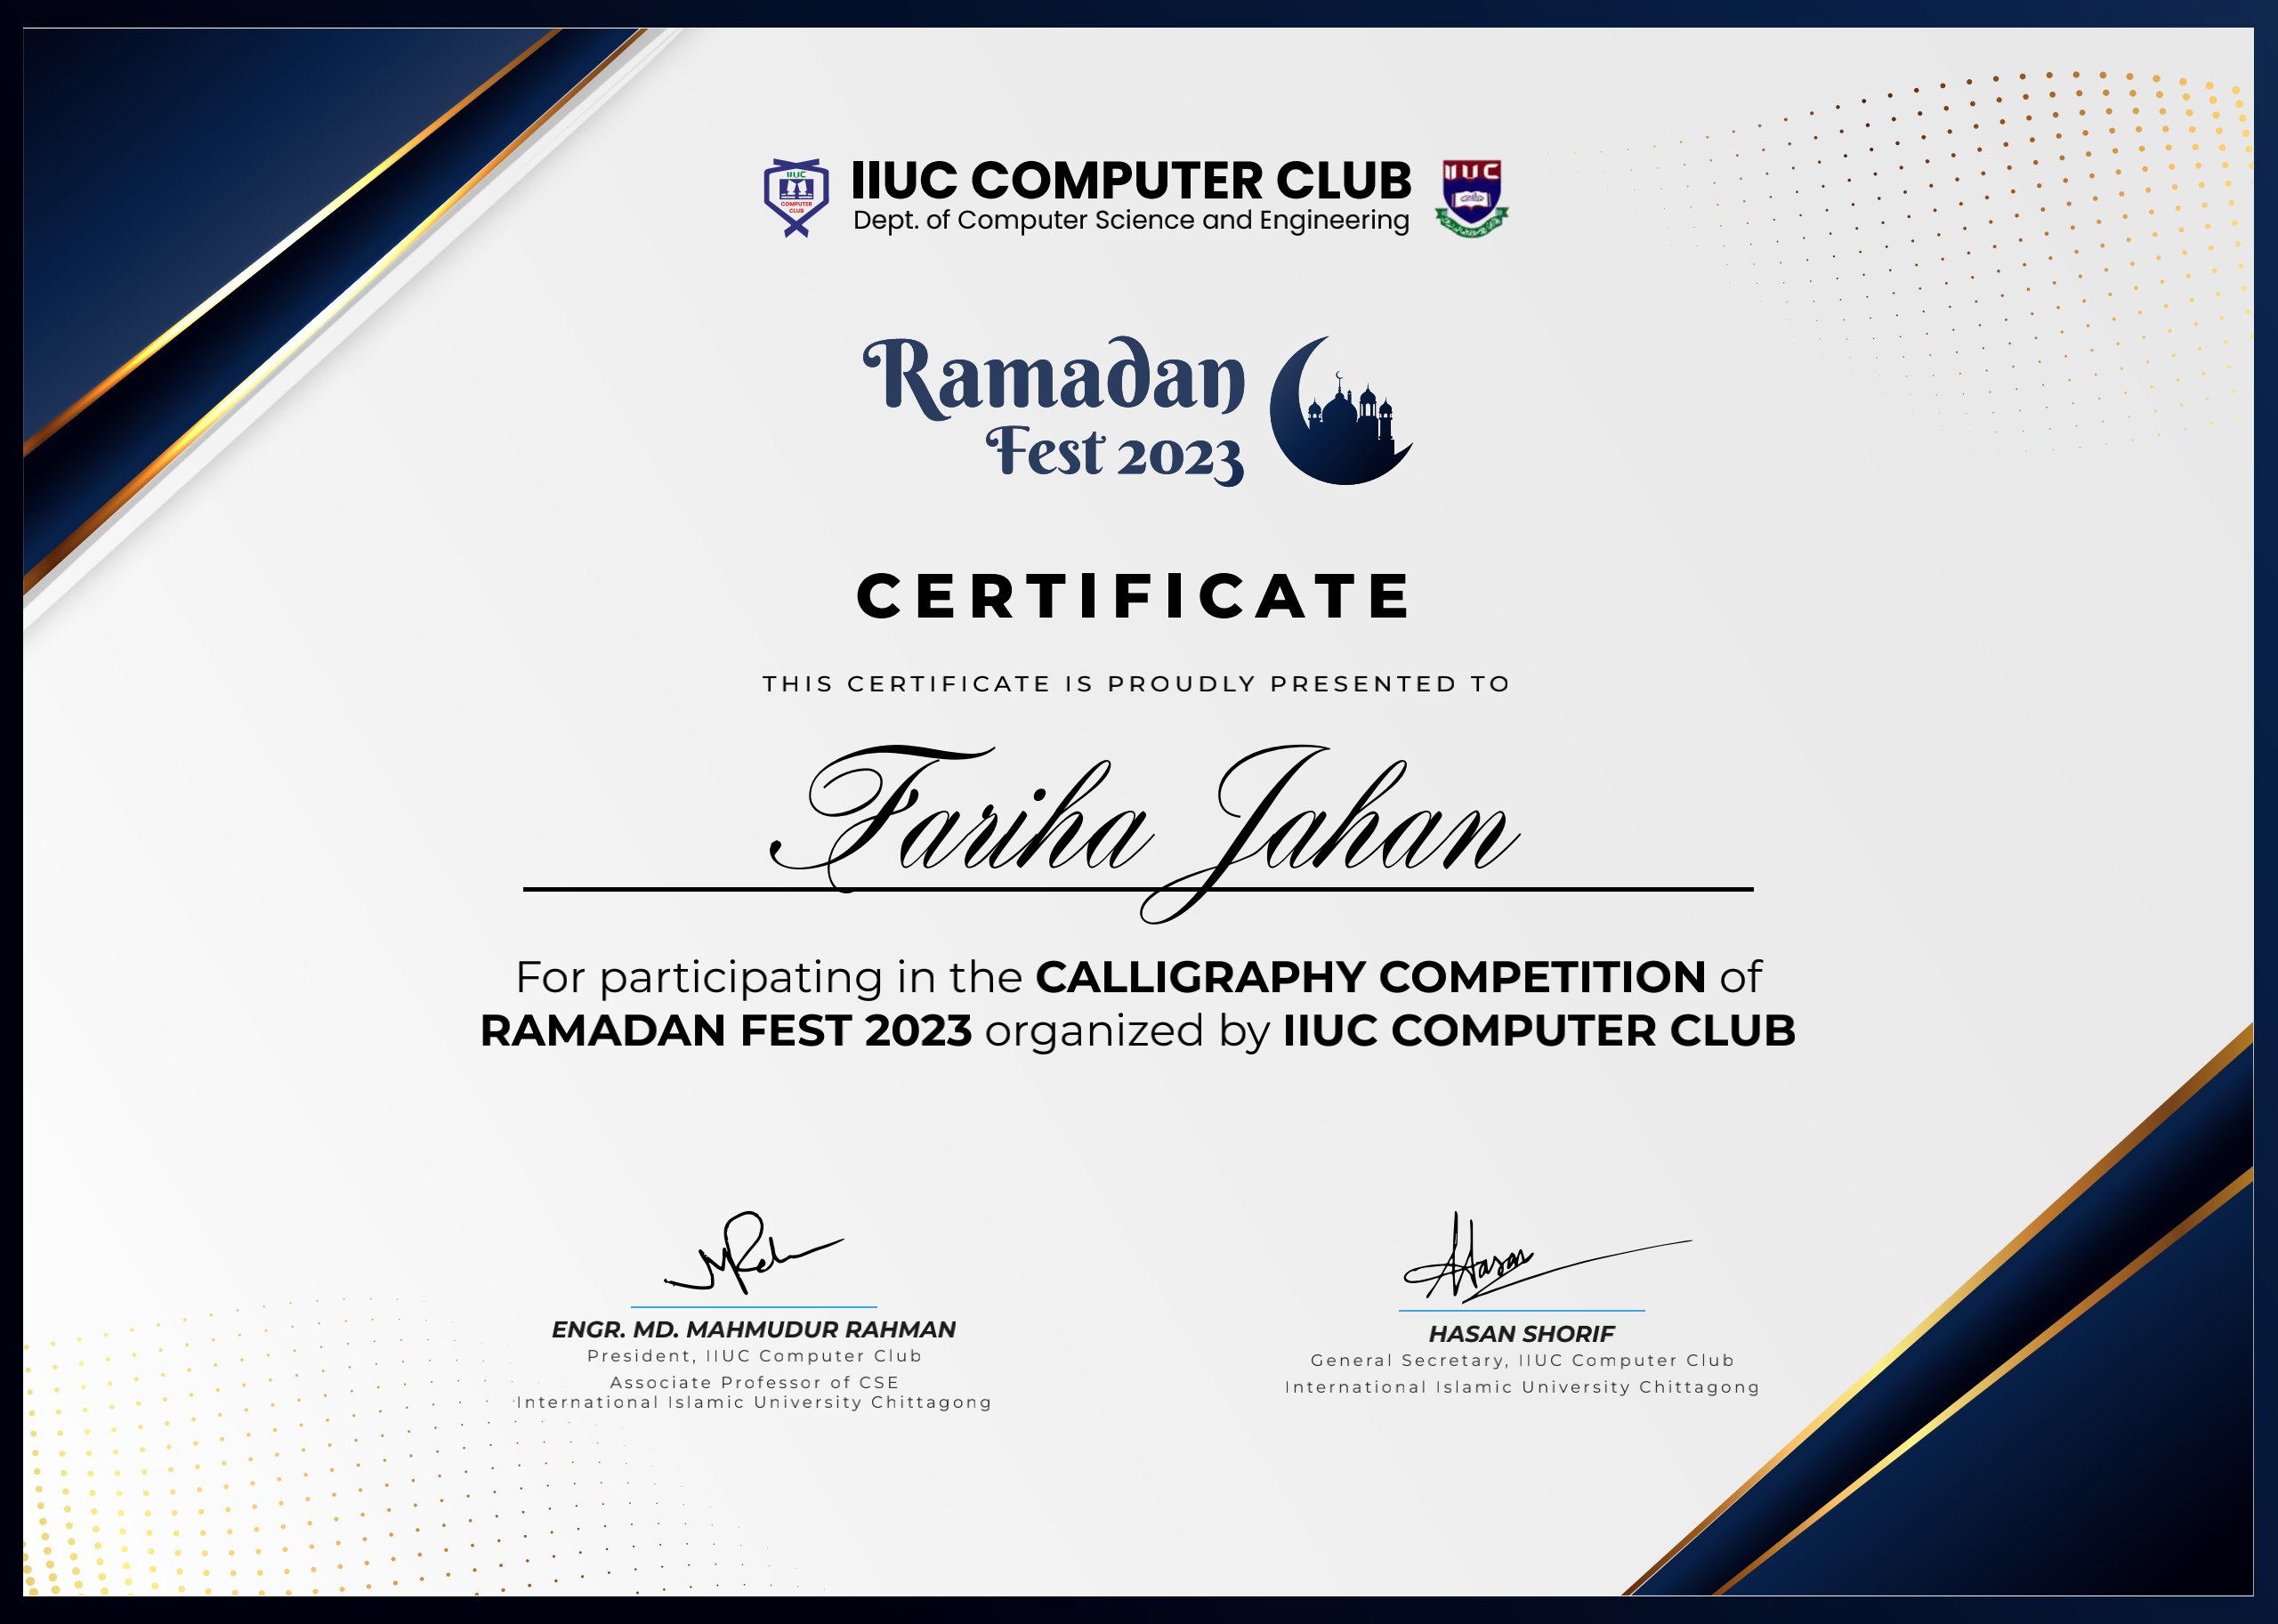 IIUC COMPUTER CLUB
Dept. of Computer Science and Engineering
IIUC
COMPUTER
CLUB
IIUC
Ramadan
Fest 2023
CERTIFICATE
THIS CERTIFICATE IS PROUDLY PRESENTED TO
Fariha Jahan
For participating in the CALLIGRAPHY COMPETITION of
RAMADAN FEST 2023 organized by IIUC COMPUTER CLUB
Hasan
ENGR. MD. MAHMUDUR RAHMAN
President, IIUC Computer Club
Associate Professor of CSE
International Islamic University Chittagong
HASAN SHORIF
General Secretary, IIUC Computer Club
International Islamic University Chittagong